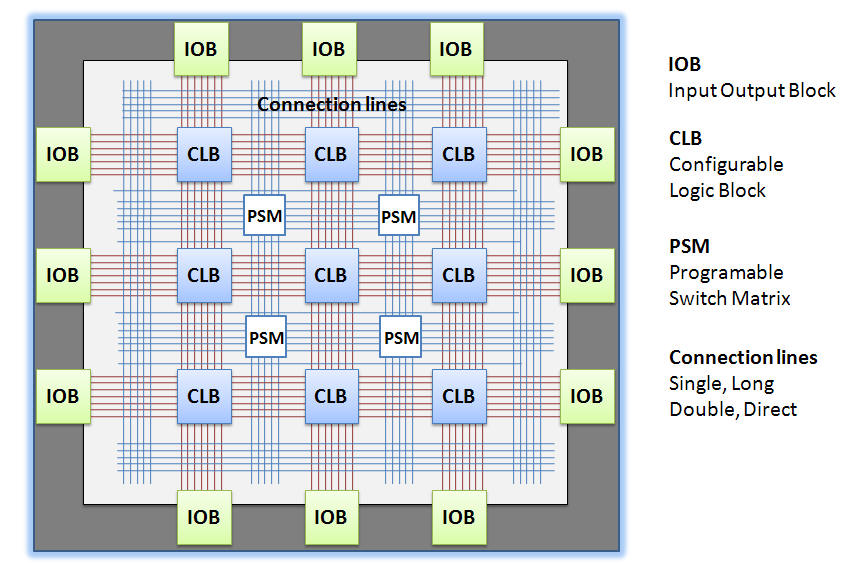 IOB IOB IOB
Connection lines
IOB CLB CLB CLB IOB
PSM PSM
IOB CLB CLB CLB IOB
PSM PSM
IOB CLB CLB CLB IOB
IOB IOB IOB
IOB
Input Output Block
CLB
Configurable
Logic Block
PSM
Programable
Switch Matrix
Connection lines
Single, Long
Double, Direct